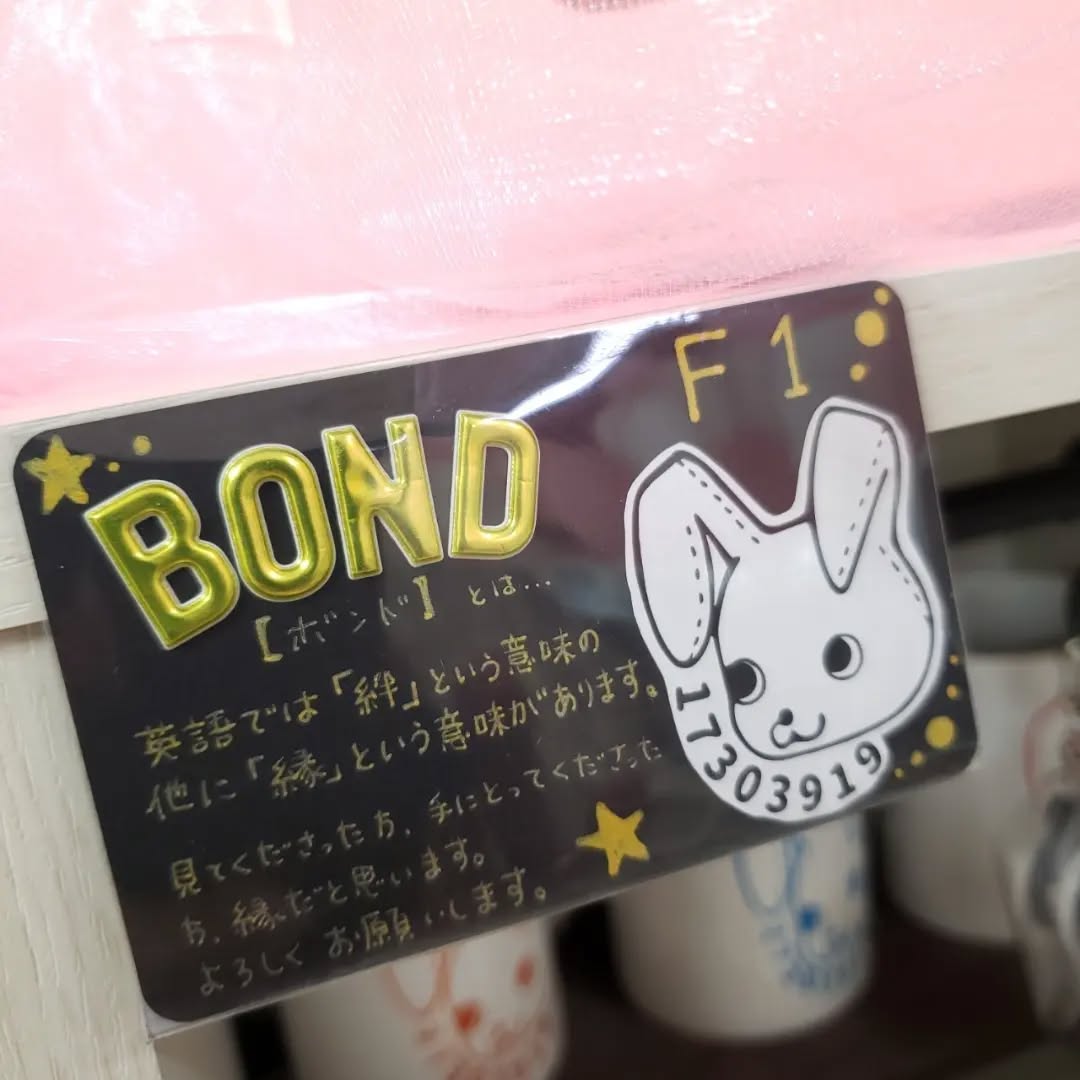 F1
BOND
【ボンド】とは...
英語では「絆」という意味の
他に「縁」という意味があります。
見てくださった方、手にとってくださった
方、縁だと思います。
よろしくお願いします。
17303919